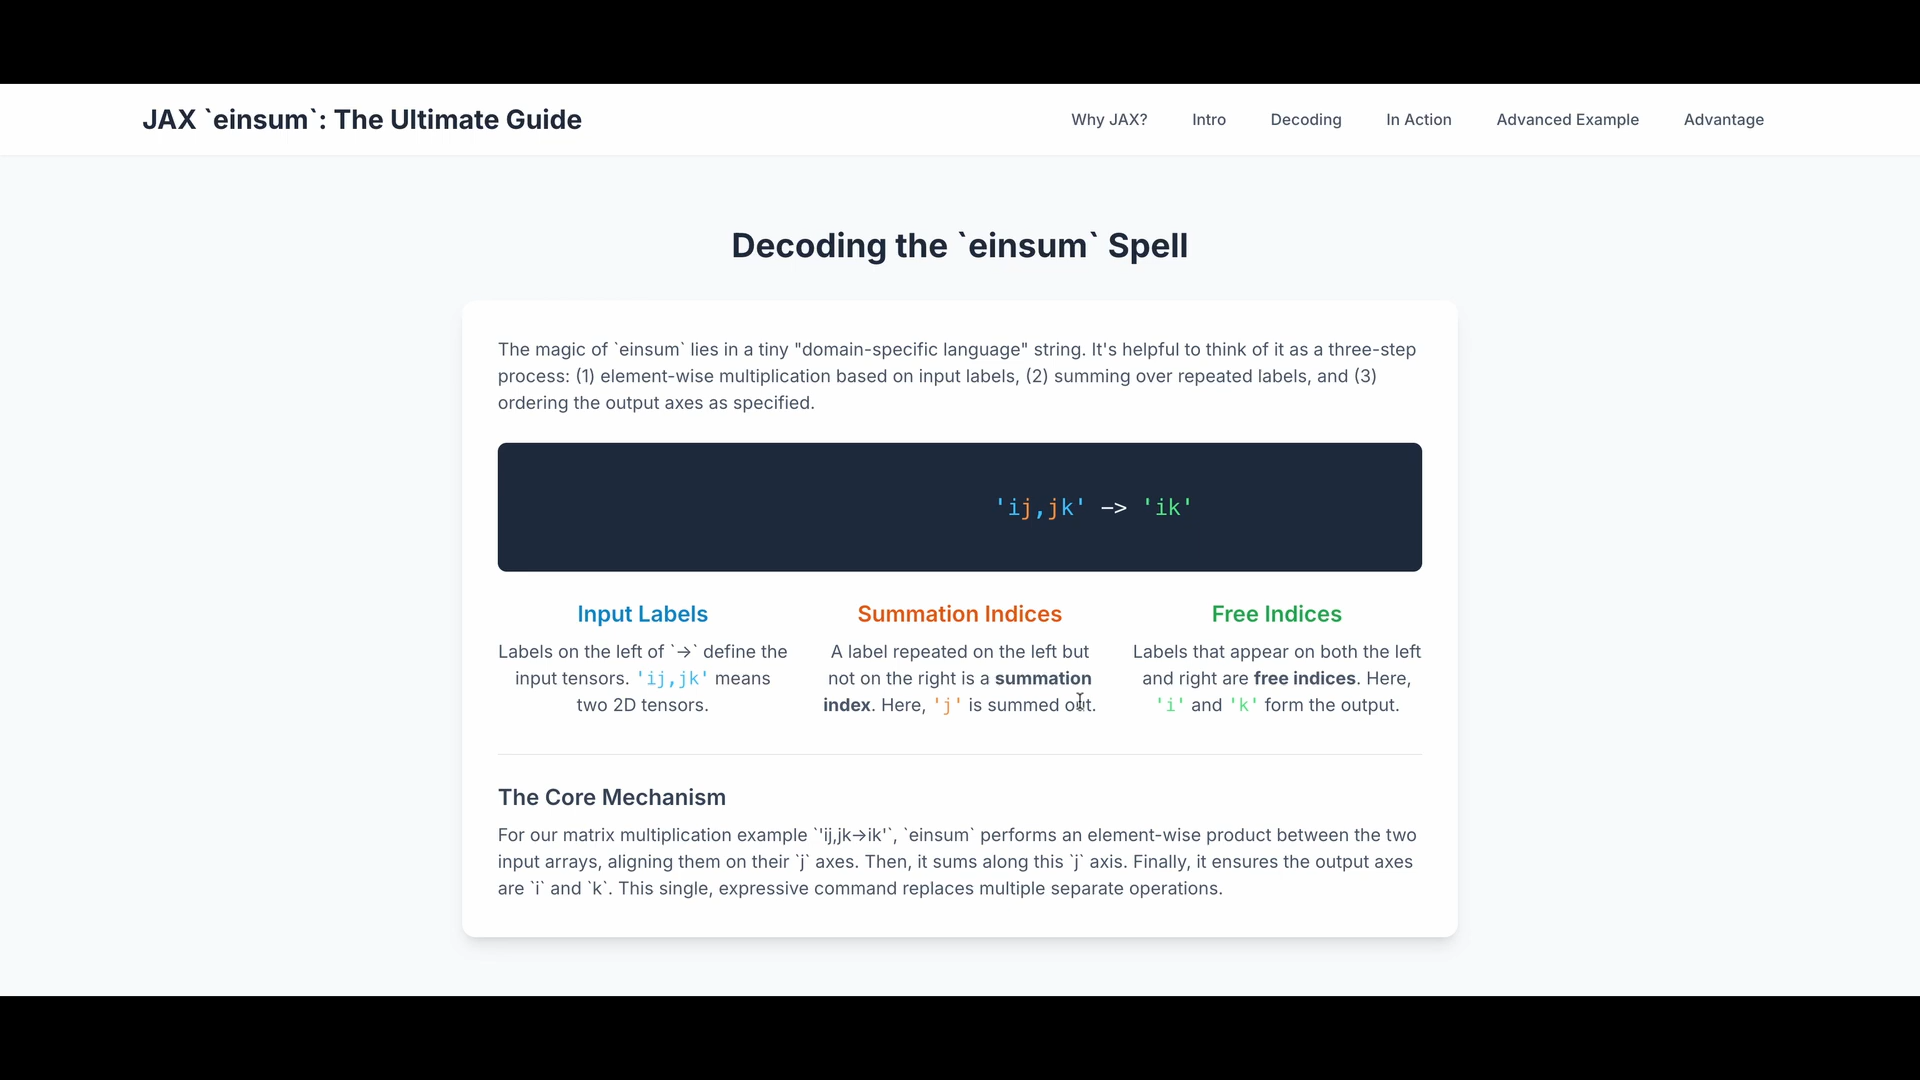 JAX `einsum`: The Ultimate Guide
Why JAX? Intro Decoding In Action Advanced Example Advantage
Decoding the `einsum` Spell
The magic of `einsum` lies in a tiny "domain-specific language" string. It's helpful to think of it as a three-step
process: (1) element-wise multiplication based on input labels, (2) summing over repeated labels, and (3)
ordering the output axes as specified.
'ij,jk' -> 'ik'
Input Labels
Labels on the left of `->` define the
input tensors. 'ij,jk' means
two 2D tensors.
Summation Indices
A label repeated on the left but
not on the right is a summation
index. Here, 'j' is summed out.
Free Indices
Labels that appear on both the left
and right are free indices. Here,
'i' and 'k' form the output.
The Core Mechanism
For our matrix multiplication example `'ij,jk->ik'`, `einsum` performs an element-wise product between the two
input arrays, aligning them on their `j` axes. Then, it sums along this `j` axis. Finally, it ensures the output axes
are `i` and `k`. This single, expressive command replaces multiple separate operations.